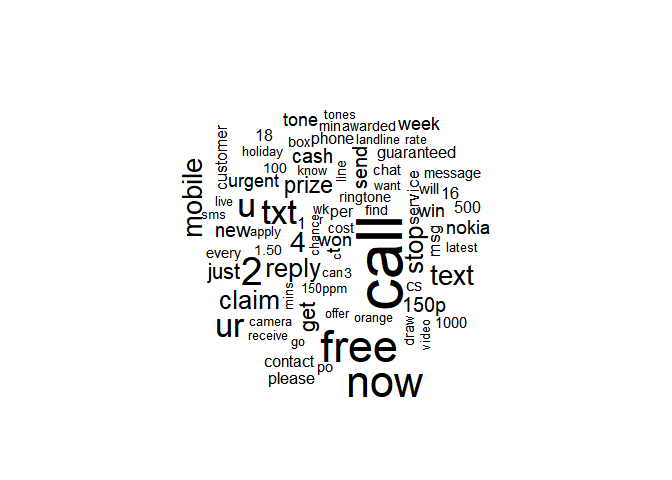 tones
tone
min
awarded
week
18
customer
box
phone
landline
rate
holiday
cash
send
guaranteed
100
know
line
chat
message
mobile
urgent
prize
want
service
will
16
live
u
txt
ringtone
sms
wk
per
find
win
500
new
apply
1
r
chance
cost
call
stop
msg
nokia
4
won
every
1.50
ct
latest
just
2
reply
can
3
text
150ppm
cs
claim
mins
get
150p
offer
orange
ur
camera
draw
video
1000
receive
go
free
contact
po
please
now